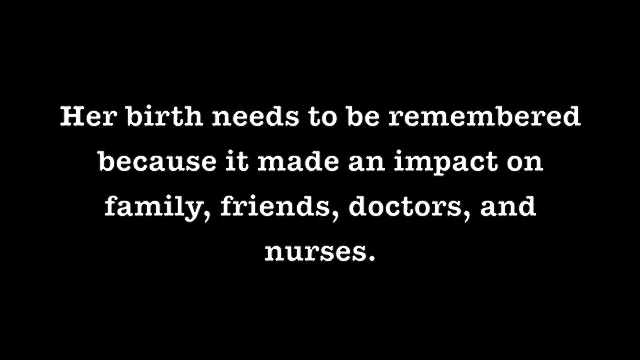 Her birth needs to be remembered
because it made an impact on
family, friends, doctors, and
nurses.